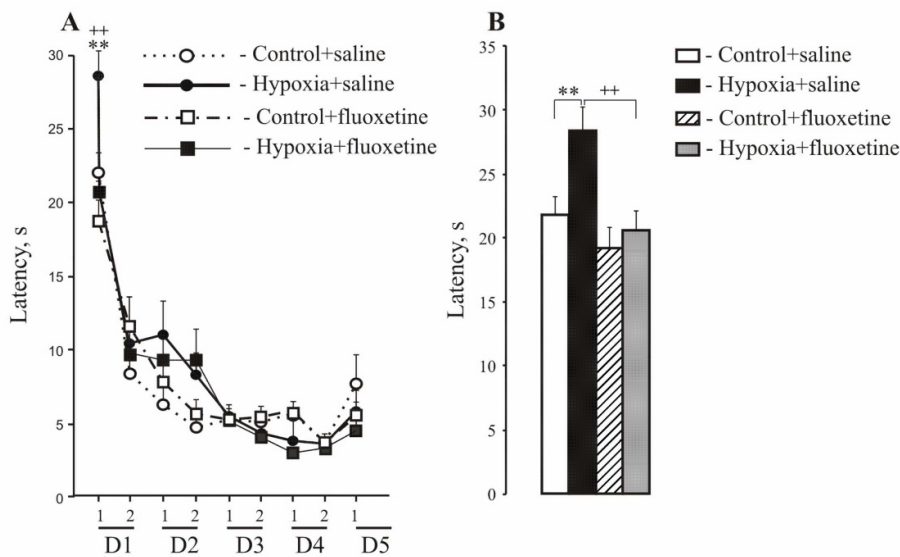 A
++
**
- Control+saline
- Hypoxia+saline
- Control+fluoxetine
- Hypoxia+fluoxetine
Latency, s
30
25
20
15
10
5
0
1 2 1 2 1 2 1 2 1
D1 D2 D3 D4 D5
B
- Control+saline
- Hypoxia+saline
- Control+fluoxetine
- Hypoxia+fluoxetine
** ++
Latency, s
35
30
25
20
15
10
5
0